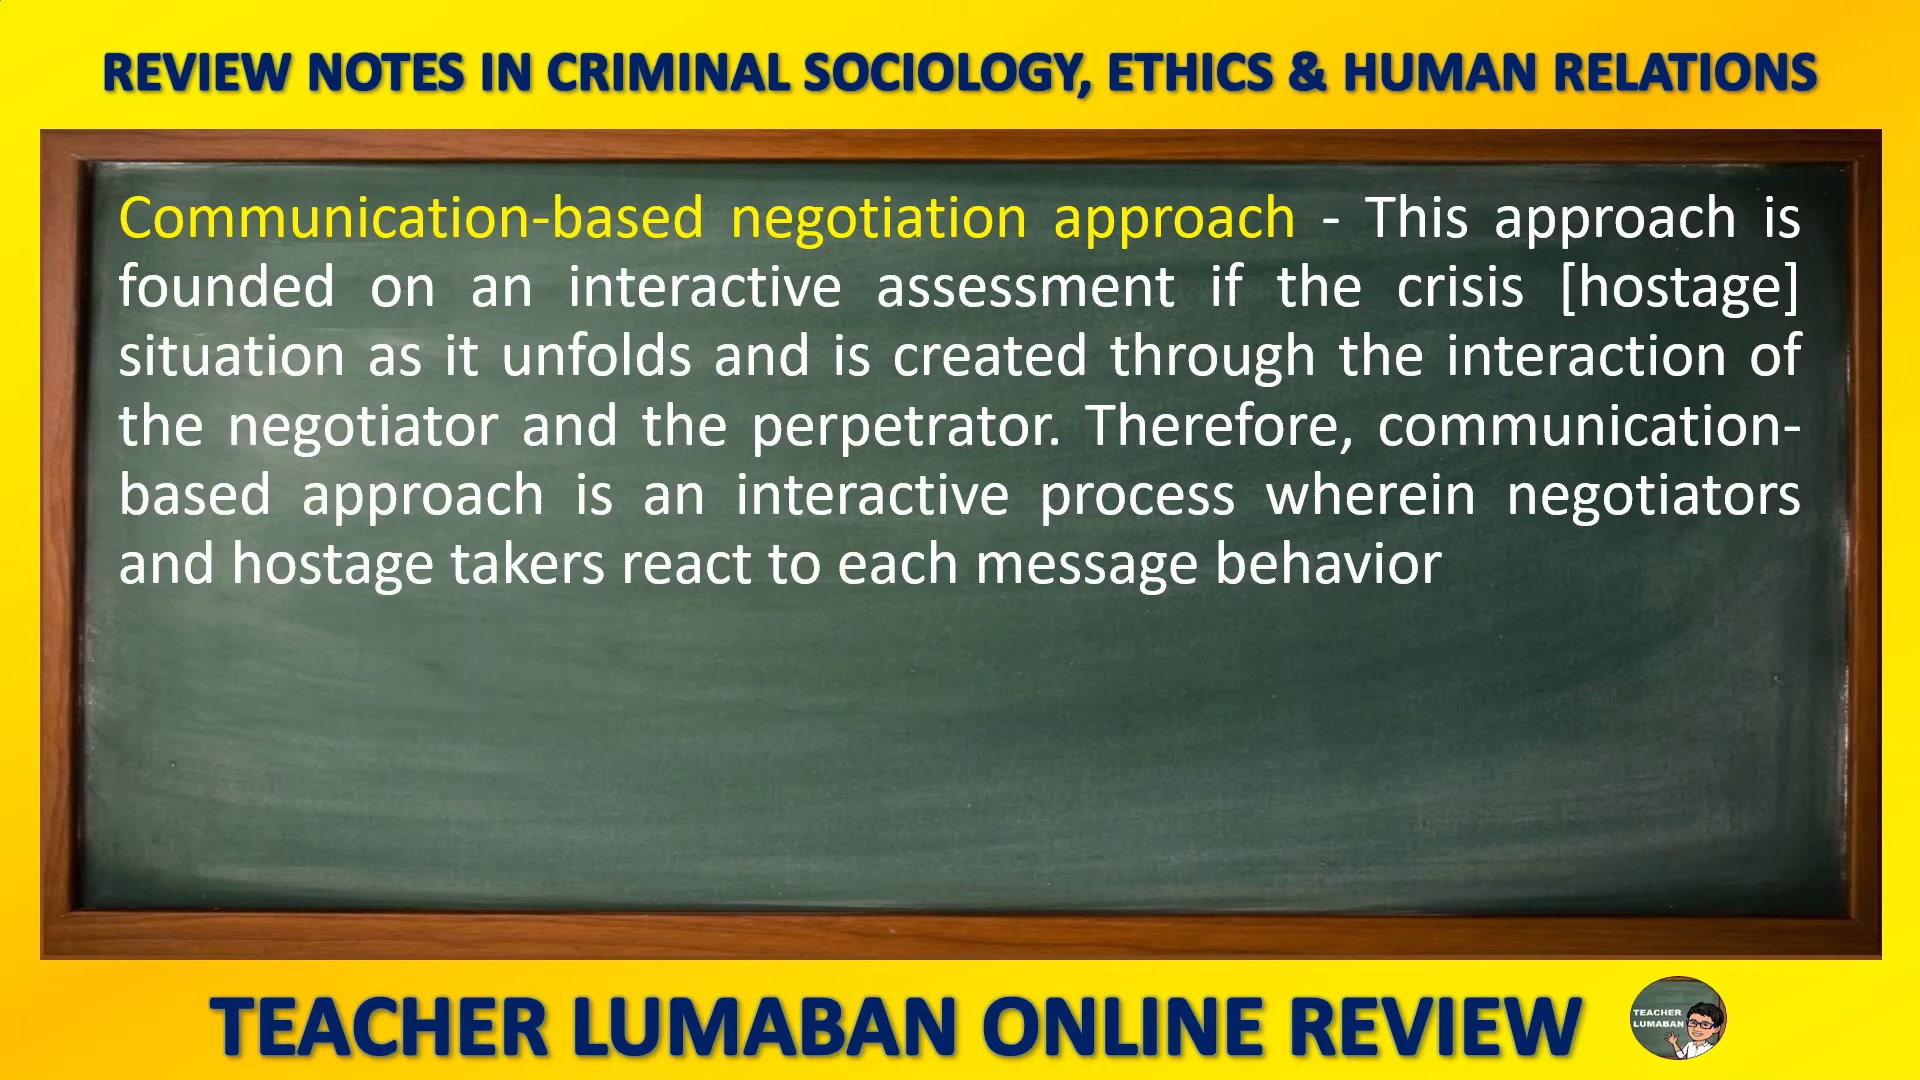 REVIEW NOTES IN CRIMINAL SOCIOLOGY, ETHICS & HUMAN RELATIONS
Communication-based negotiation approach - This approach is
founded on an interactive assessment if the crisis [hostage]
situation as it unfolds and is created through the interaction of
the negotiator and the perpetrator. Therefore, communication-
based approach is an interactive process wherein negotiators
and hostage takers react to each message behavior
TEACHER LUMABAN ONLINE REVIEW
TEACHER
LUMABAN